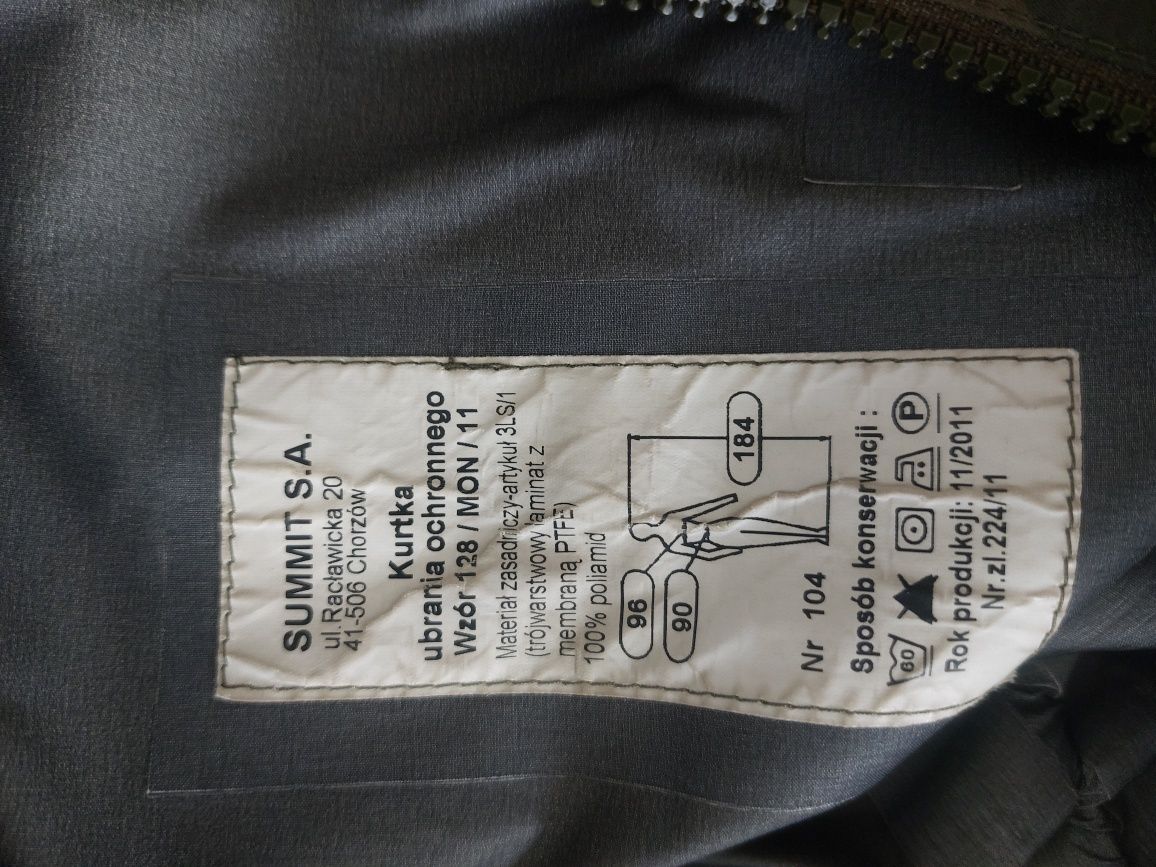 SUMMIT S.A.
ul.Racławicka 20
41-506 Chorzów
Kurtka
ubrania ochronnego
Wzór 128 / MON / 11
Materiał zasadniczy-artykuł 3LS/1
(trójwarstwowy laminat z
membraną PTFE)
100% poliamid
96
90
184
Nr 104
Sposób konserwacji :
60 P
Rok produkcji: 11/2011
Nr.zl.224/11